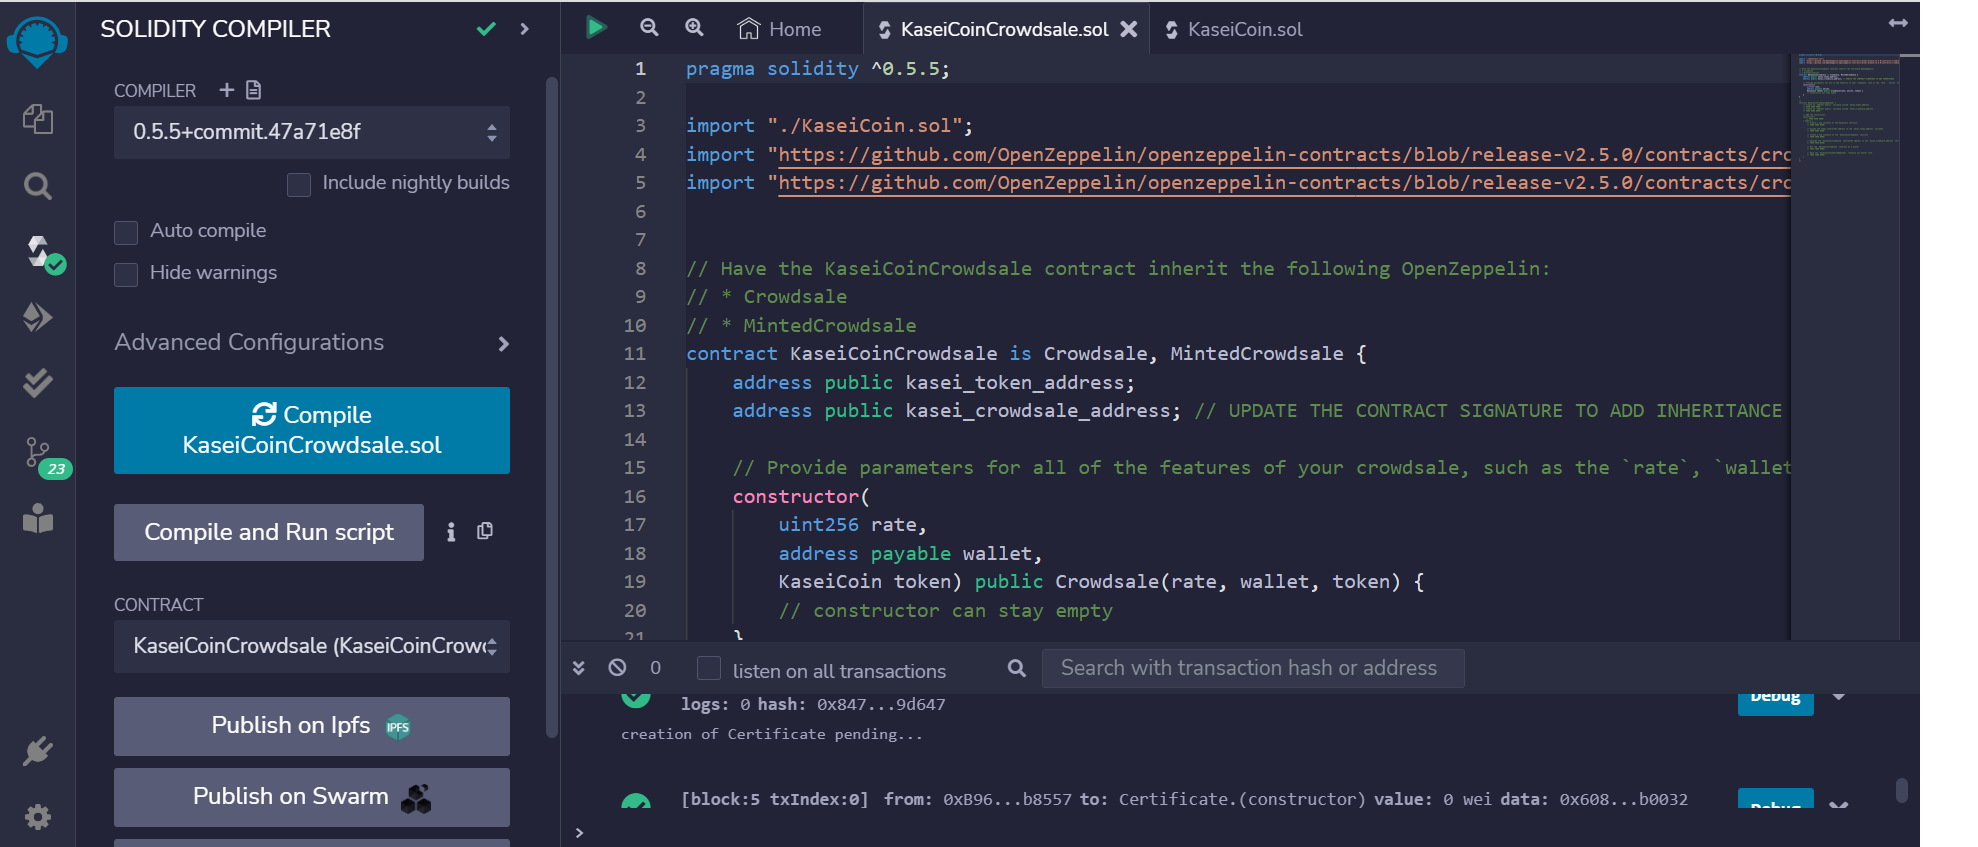 SOLIDITY COMPILER
COMPILER
0.5.5+commit.47a71e8f
Include nightly builds
Auto compile
Hide warnings
Advanced Configurations
Compile
KaseiCoinCrowdsale.sol
Compile and Run script
CONTRACT
KaseiCoinCrowdsale (KaseiCoinCrow
Publish on Ipfs
IPFS
Publish on Swarm
23
Home
KaseiCoinCrowdsale.sol
KaseiCoin.sol
1 pragma solidity ^0.5.5;
2
3 import "./KaseiCoin.sol";
4 import "https://github.com/OpenZeppelin/openzeppelin-contracts/blob/release-v2.5.0/contracts/cro
5 import "https://github.com/OpenZeppelin/openzeppelin-contracts/blob/release-v2.5.0/contracts/cro
6
7
8 // Have the KaseiCoinCrowdsale contract inherit the following OpenZeppelin:
9 // * Crowdsale
10 // * MintedCrowdsale
11 contract KaseiCoinCrowdsale is Crowdsale, MintedCrowdsale {
12 address public kasei_token_address;
13 address public kasei_crowdsale_address; // UPDATE THE CONTRACT SIGNATURE TO ADD INHERITANCE
14
15 // Provide parameters for all of the features of your crowdsale, such as the `rate`, `wallet
16 constructor(
17 uint256 rate,
18 address payable wallet,
19 KaseiCoin token) public Crowdsale(rate, wallet, token) {
20 // constructor can stay empty
21 }
0
listen on all transactions
Search with transaction hash or address
logs: 0 hash: 0x847...9d647
Debug
creation of Certificate pending...
[block:5 txIndex:0] from: 0xB96...b8557 to: Certificate.(constructor) value: 0 wei data: 0x608...b0032
Debug
>